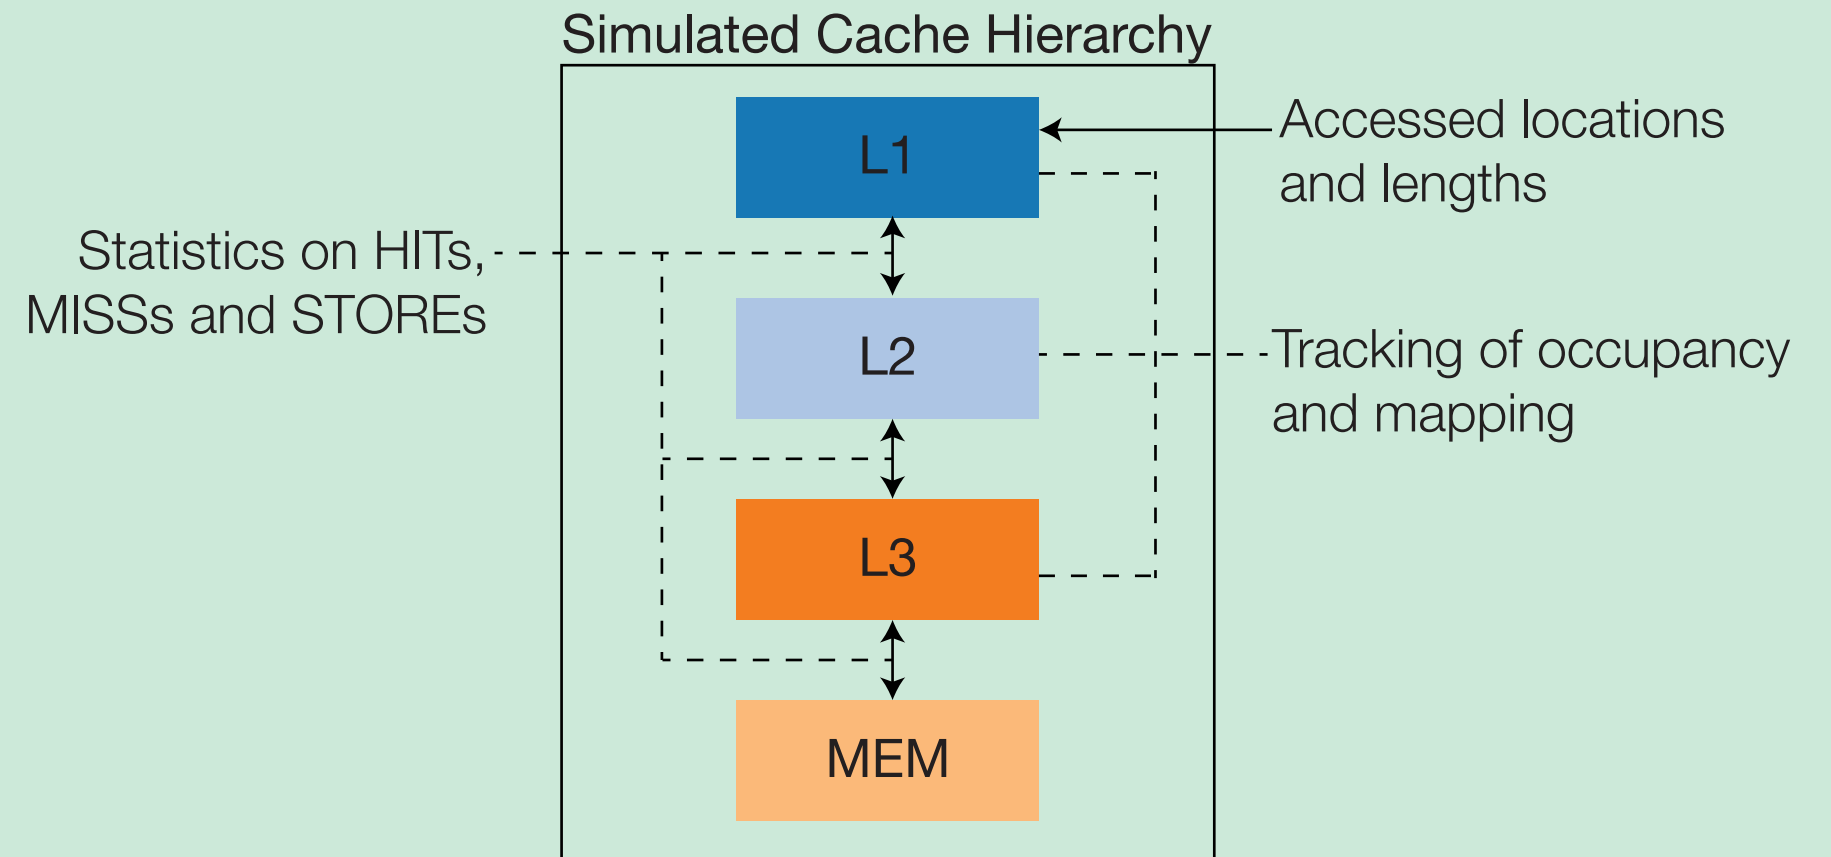 Simulated Cache Hierarchy
L1
Accessed locations
and lengths
Statistics on HITs,
MISSs and STOREs
L2
Tracking of occupancy
and mapping
L3
MEM